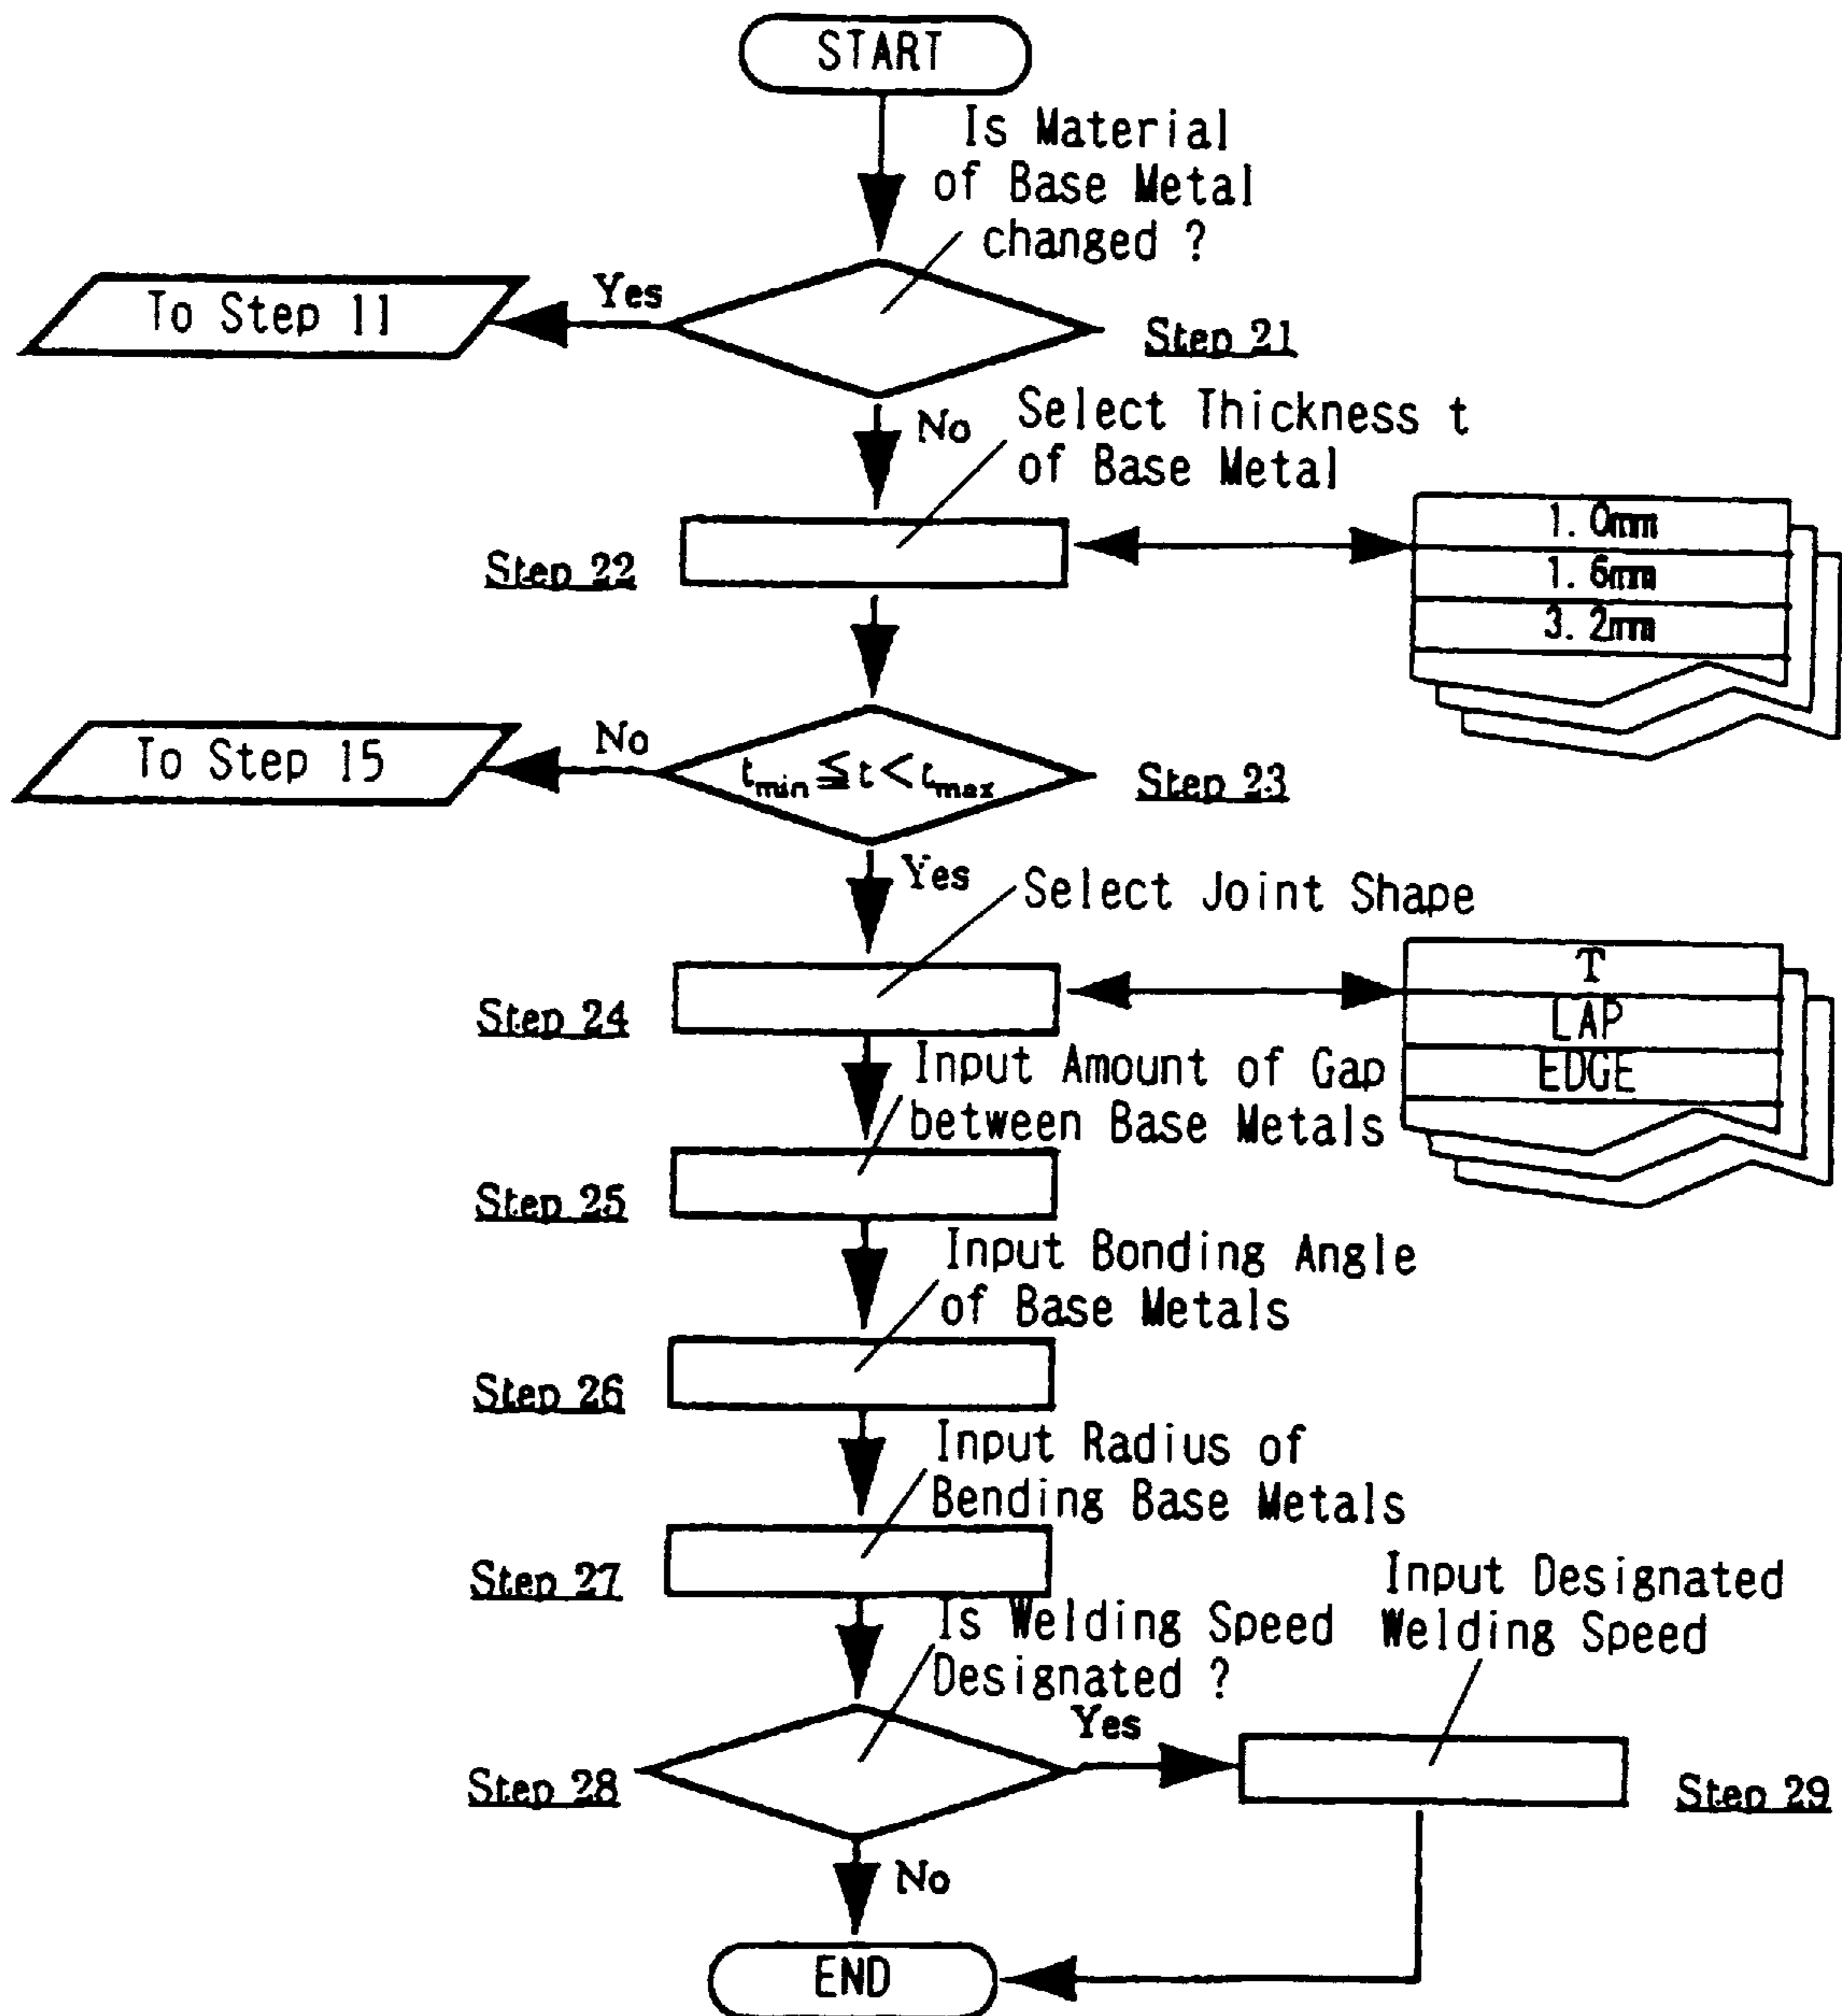 START
Is Material
of Base Metal
changed ?
To Step 11
Yes
Step 21
No
Select Thickness t
of Base Metal
Step 22
1. 0mm
1. 6mm
3. 2mm
To Step 15
No
tmin≦t<tmax
Step 23
Yes
Select Joint Shape
Step 24
T
LAP
EDGE
Input Amount of Gap
between Base Metals
Step 25
Input Bonding Angle
of Base Metals
Step 26
Input Radius of
Bending Base Metals
Step 27
Is Welding Speed
Designated ?
Input Designated
Welding Speed
Yes
Step 28
Step 29
No
END